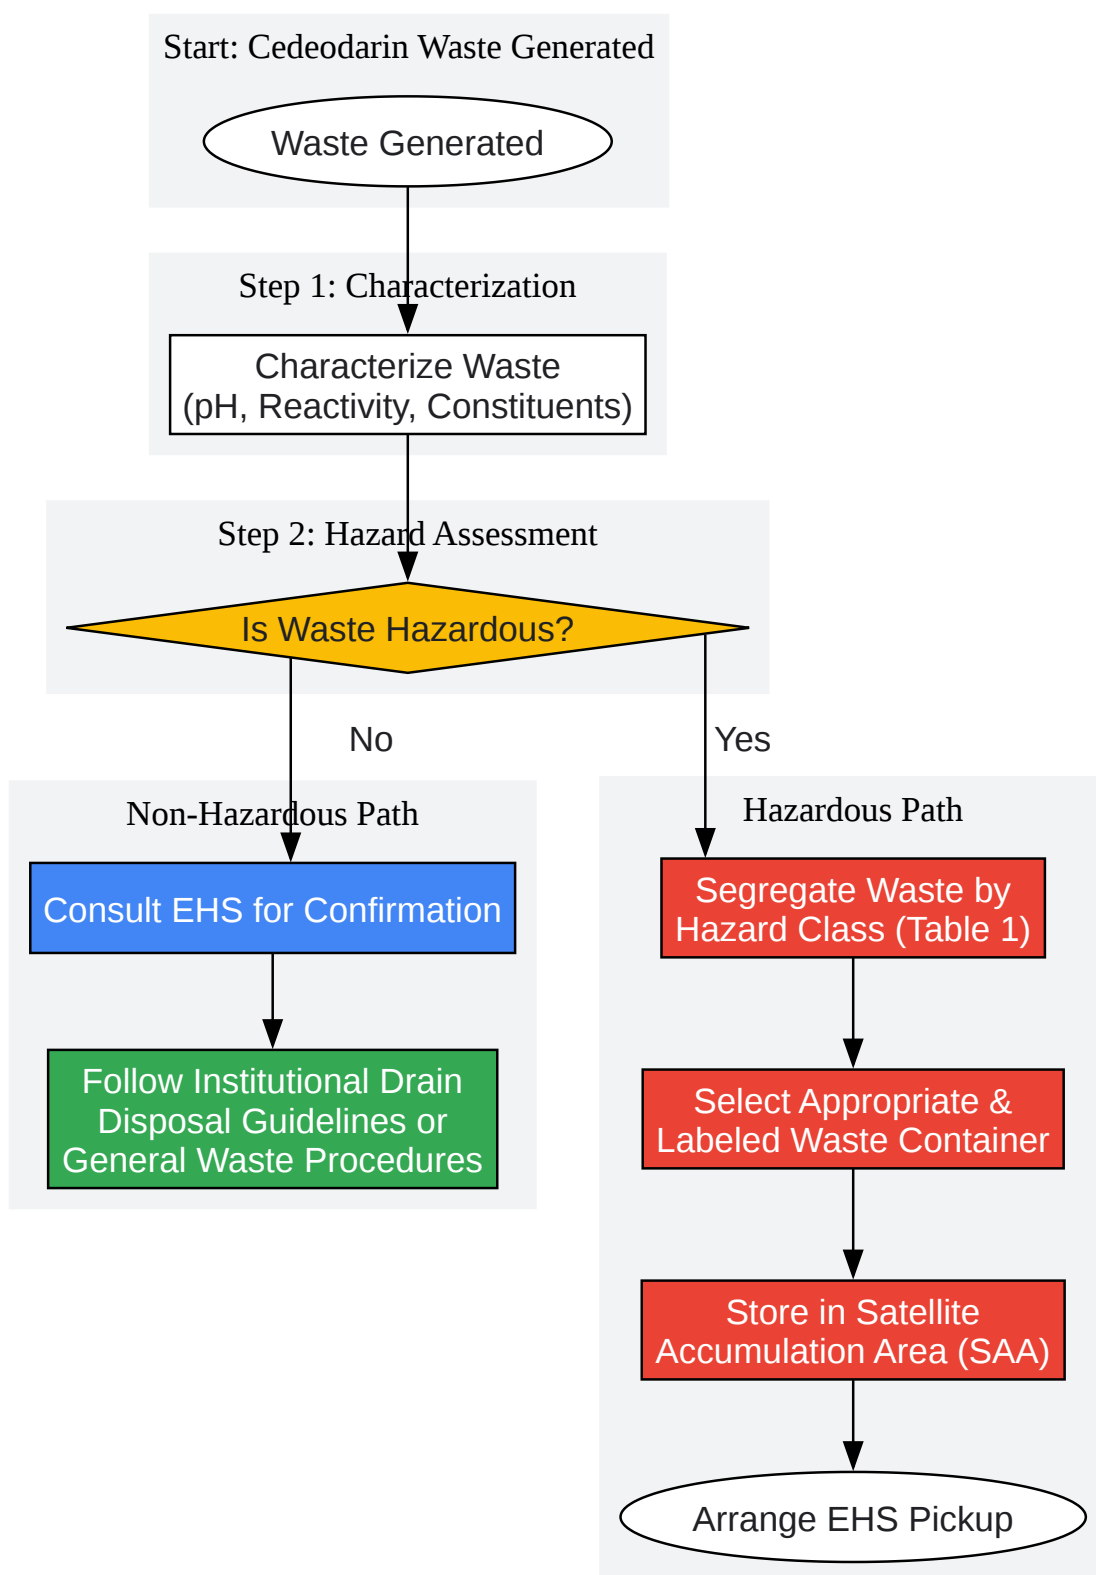 Start: Cedeodarin Waste Generated
Waste Generated
Step 1: Characterization
Characterize Waste
(pH, Reactivity, Constituents)
Step 2: Hazard Assessment
Is Waste Hazardous?
No
Yes
Non-Hazardous Path
Consult EHS for Confirmation
Follow Institutional Drain
Disposal Guidelines or
General Waste Procedures
Hazardous Path
Segregate Waste by
Hazard Class (Table 1)
Select Appropriate &
Labeled Waste Container
Store in Satellite
Accumulation Area (SAA)
Arrange EHS Pickup